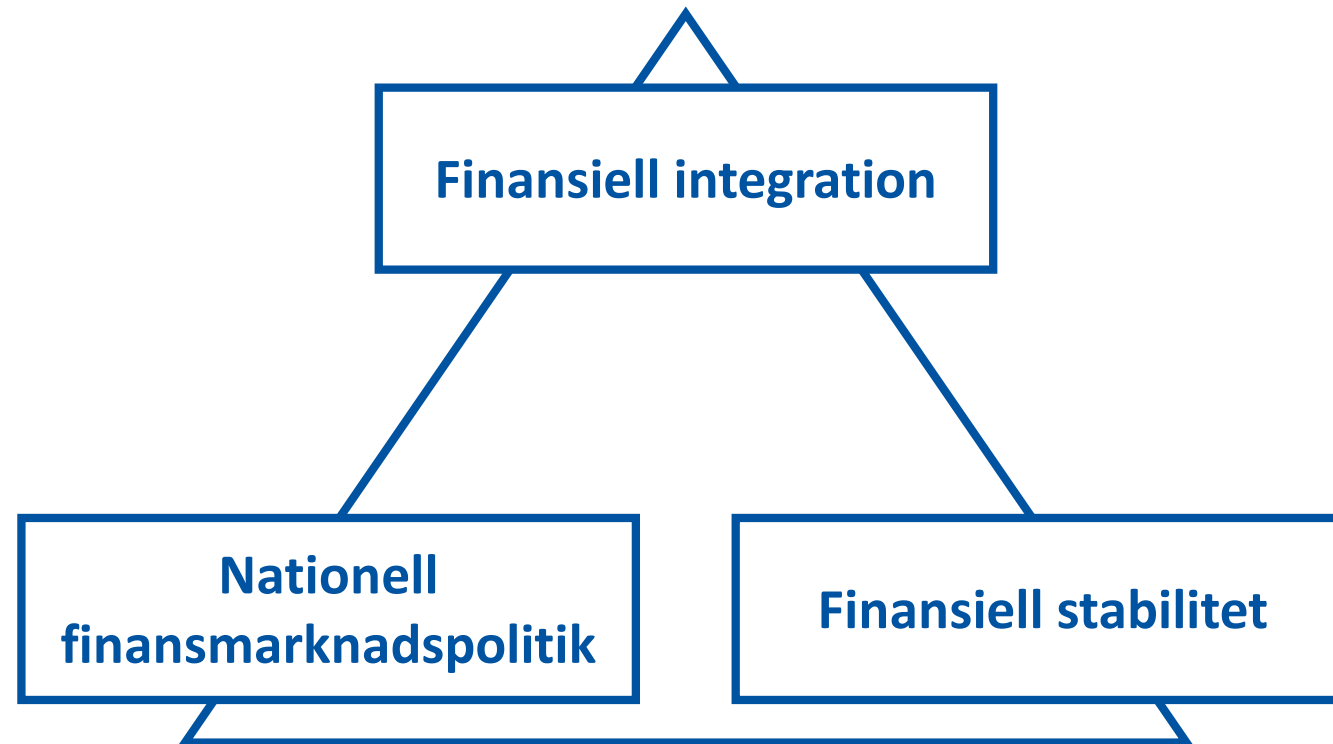 Finansiell integration
Nationell
finansmarknadspolitik
Finansiell stabilitet